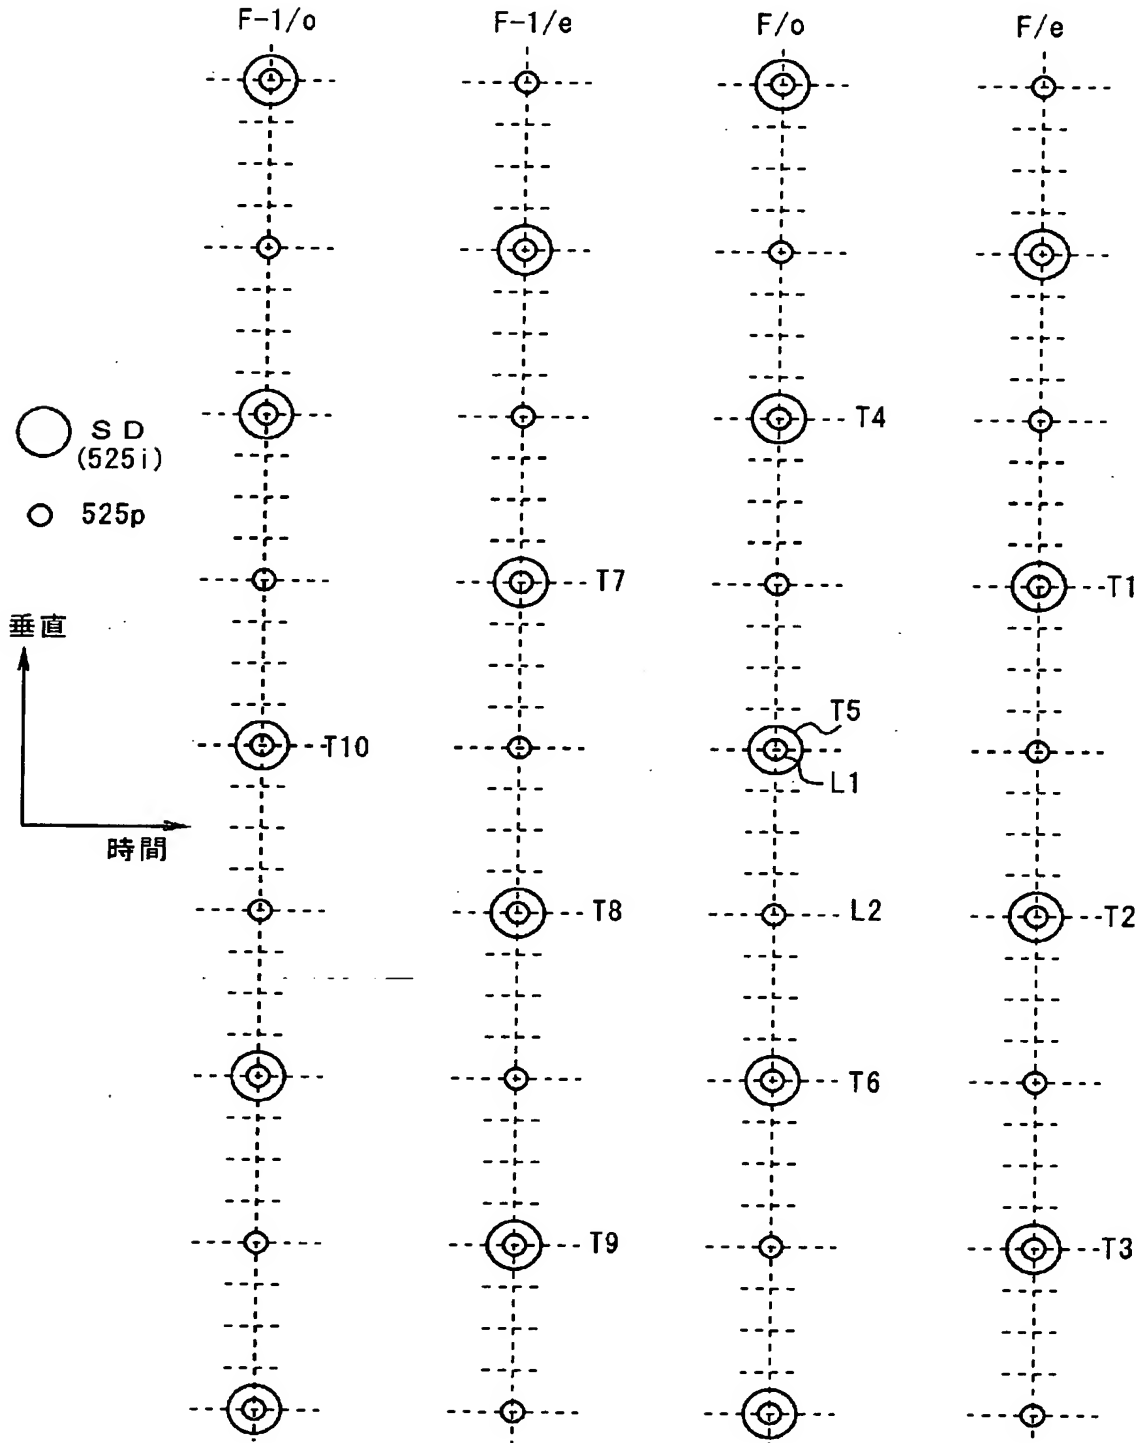 F-1/o
F-1/e
F/o
F/e
T4
SD
(525i)
525p
T7
T1
垂直
T5
T10
L1
時間
T8
L2
T2
T6
T9
T3